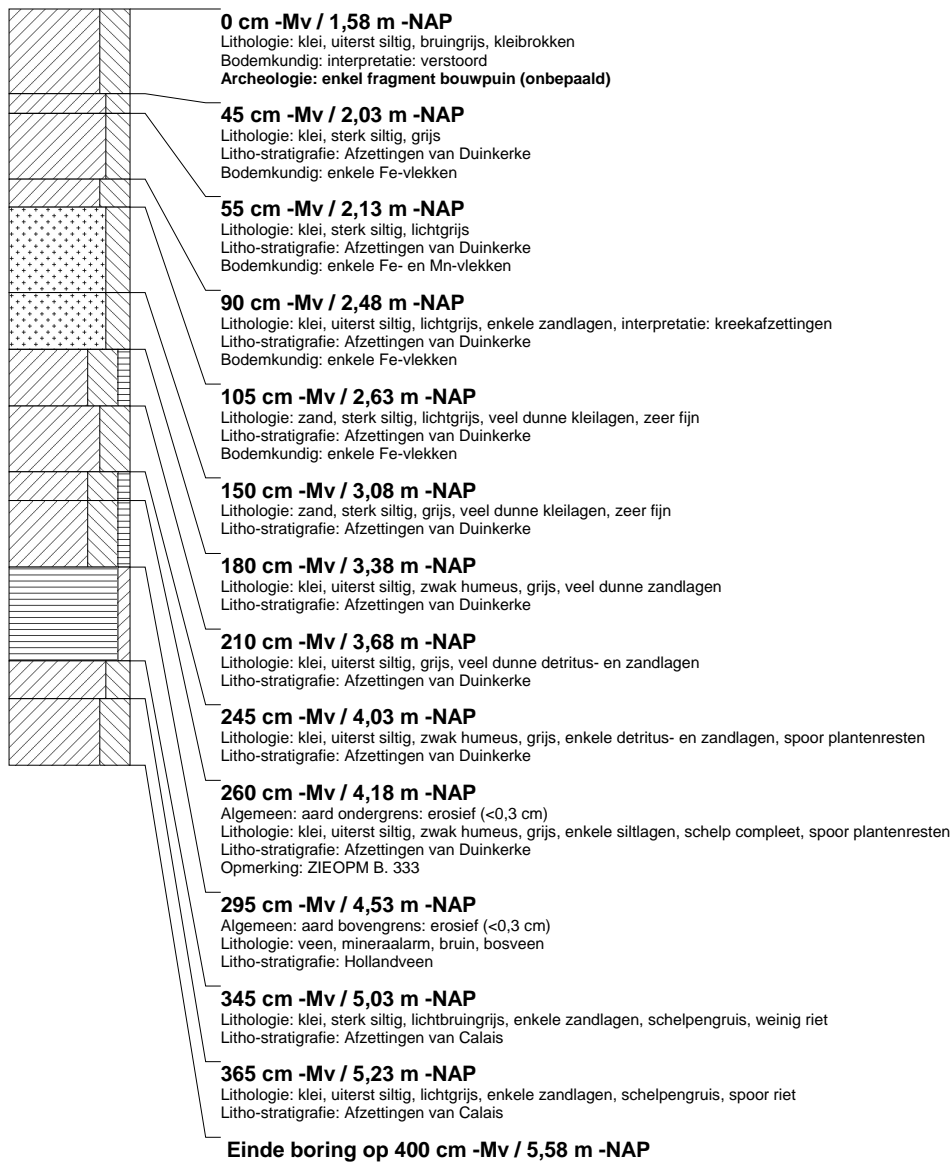 0 cm -Mv / 1,58 m -NAP
Lithologie: klei, uiterst siltig, bruingrijs, kleibrokken
Bodemkundig: interpretatie: verstoord
Archeologie: enkel fragment bouwpuin (onbepaald)
45 cm -Mv / 2,03 m -NAP
Lithologie: klei, sterk siltig, grijs
Litho-stratigrafie: Afzettingen van Duinkerke
Bodemkundig: enkele Fe-vlekken
55 cm -Mv / 2,13 m -NAP
Lithologie: klei, sterk siltig, lichtgrijs
Litho-stratigrafie: Afzettingen van Duinkerke
Bodemkundig: enkele Fe- en Mn-vlekken
90 cm -Mv / 2,48 m -NAP
Lithologie: klei, uiterst siltig, lichtgrijs, enkele zandlagen, interpretatie: kreekafzettingen
Litho-stratigrafie: Afzettingen van Duinkerke
Bodemkundig: enkele Fe-vlekken
105 cm -Mv / 2,63 m -NAP
Lithologie: zand, sterk siltig, lichtgrijs, veel dunne kleilagen, zeer fijn
Litho-stratigrafie: Afzettingen van Duinkerke
Bodemkundig: enkele Fe-vlekken
150 cm -Mv / 3,08 m -NAP
Lithologie: zand, sterk siltig, grijs, veel dunne kleilagen, zeer fijn
Litho-stratigrafie: Afzettingen van Duinkerke
180 cm -Mv / 3,38 m -NAP
Lithologie: klei, uiterst siltig, zwak humeus, grijs, veel dunne zandlagen
Litho-stratigrafie: Afzettingen van Duinkerke
210 cm -Mv / 3,68 m -NAP
Lithologie: klei, uiterst siltig, grijs, veel dunne detritus- en zandlagen
Litho-stratigrafie: Afzettingen van Duinkerke
245 cm -Mv / 4,03 m -NAP
Lithologie: klei, uiterst siltig, zwak humeus, grijs, enkele detritus- en zandlagen, spoor plantenresten
Litho-stratigrafie: Afzettingen van Duinkerke
260 cm -Mv / 4,18 m -NAP
Algemeen: aard ondergrens: erosief (<0,3 cm)
Lithologie: klei, uiterst siltig, zwak humeus, grijs, enkele siltlagen, schelp compleet, spoor plantenresten
Litho-stratigrafie: Afzettingen van Duinkerke
Opmerking: ZIEOPM B. 333
295 cm -Mv / 4,53 m -NAP
Algemeen: aard bovengrens: erosief (<0,3 cm)
Lithologie: veen, mineraalarm, bruin, bosveen
Litho-stratigrafie: Hollandveen
345 cm -Mv / 5,03 m -NAP
Lithologie: klei, sterk siltig, lichtbruingrijs, enkele zandlagen, schelpengruis, weinig riet
Litho-stratigrafie: Afzettingen van Calais
365 cm -Mv / 5,23 m -NAP
Lithologie: klei, uiterst siltig, lichtgrijs, enkele zandlagen, schelpengruis, spoor riet
Litho-stratigrafie: Afzettingen van Calais
Einde boring op 400 cm -Mv / 5,58 m -NAP